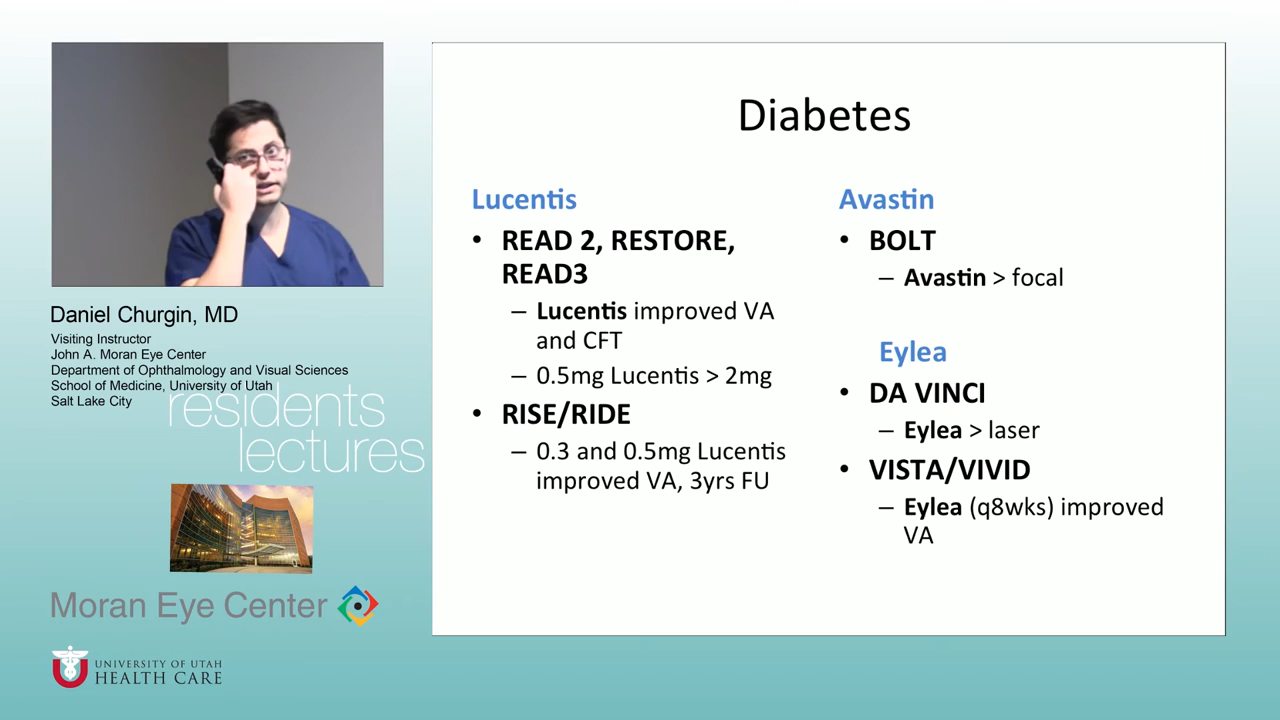 Daniel Churgin, MD
Visiting Instructor
John A. Moran Eye Center
Department of Ophthalmology and Visual Sciences
School of Medicine, University of Utah
Salt Lake City
residents
lectures
Moran Eye Center
UNIVERSITY OF UTAH
HEALTH CARE
Diabetes
Lucentis
• READ 2, RESTORE,
READ3
– Lucentis improved VA
and CFT
– 0.5mg Lucentis > 2mg
• RISE/RIDE
– 0.3 and 0.5mg Lucentis
improved VA, 3yrs FU
Avastin
• BOLT
– Avastin > focal
Eylea
• DA VINCI
– Eylea > laser
• VISTA/VIVID
– Eylea (q8wks) improved
VA